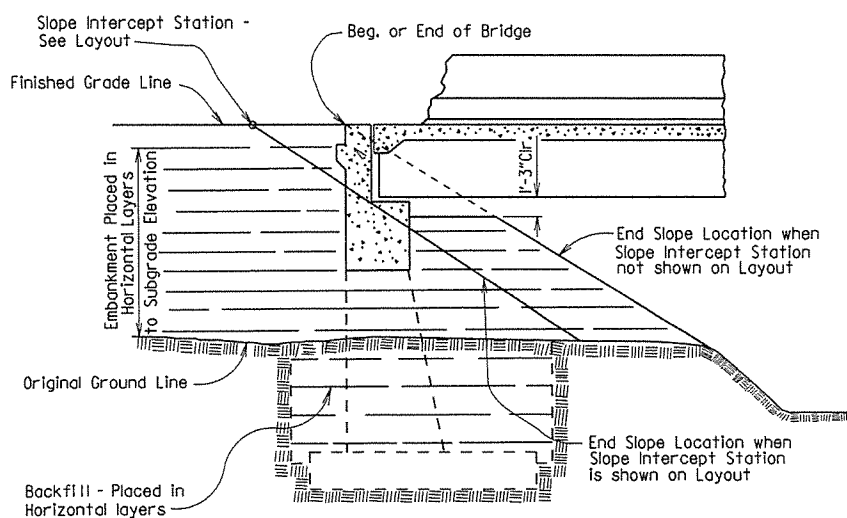 Slope Intercept Station -
See Layout
Beg. or End of Bridge
Finished Grade Line
1'-3"Clr.
Embankment Placed In
Horizontal Layers
to Subgrade Elevation
End Slope Location when
Slope Intercept Station
not shown on Layout
Original Ground Line
End Slope Location when
Slope Intercept Station
is shown on Layout
Backfill - Placed in
Horizontal layers